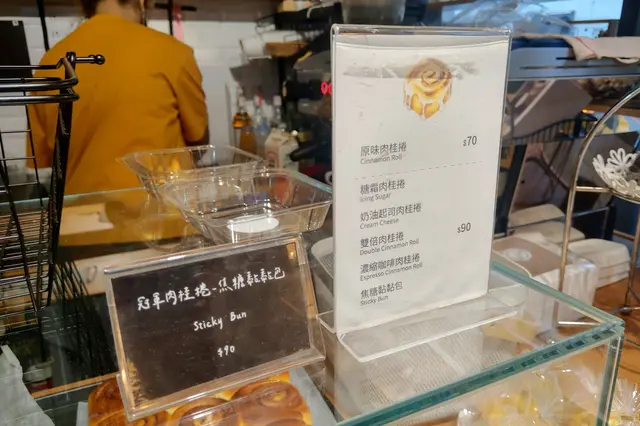 原味肉桂捲 $70
Cinnamon Roll
糖霜肉桂捲
Icing Sugar
奶油起司肉桂捲
Cream Cheese
雙倍肉桂捲 $90
Double Cinnamon Roll
濃縮咖啡肉桂捲
Espresso Cinnamon Roll
焦糖黏黏包
Sticky Bun
冠軍肉桂捲-焦糖黏黏包
Sticky Bun
$90